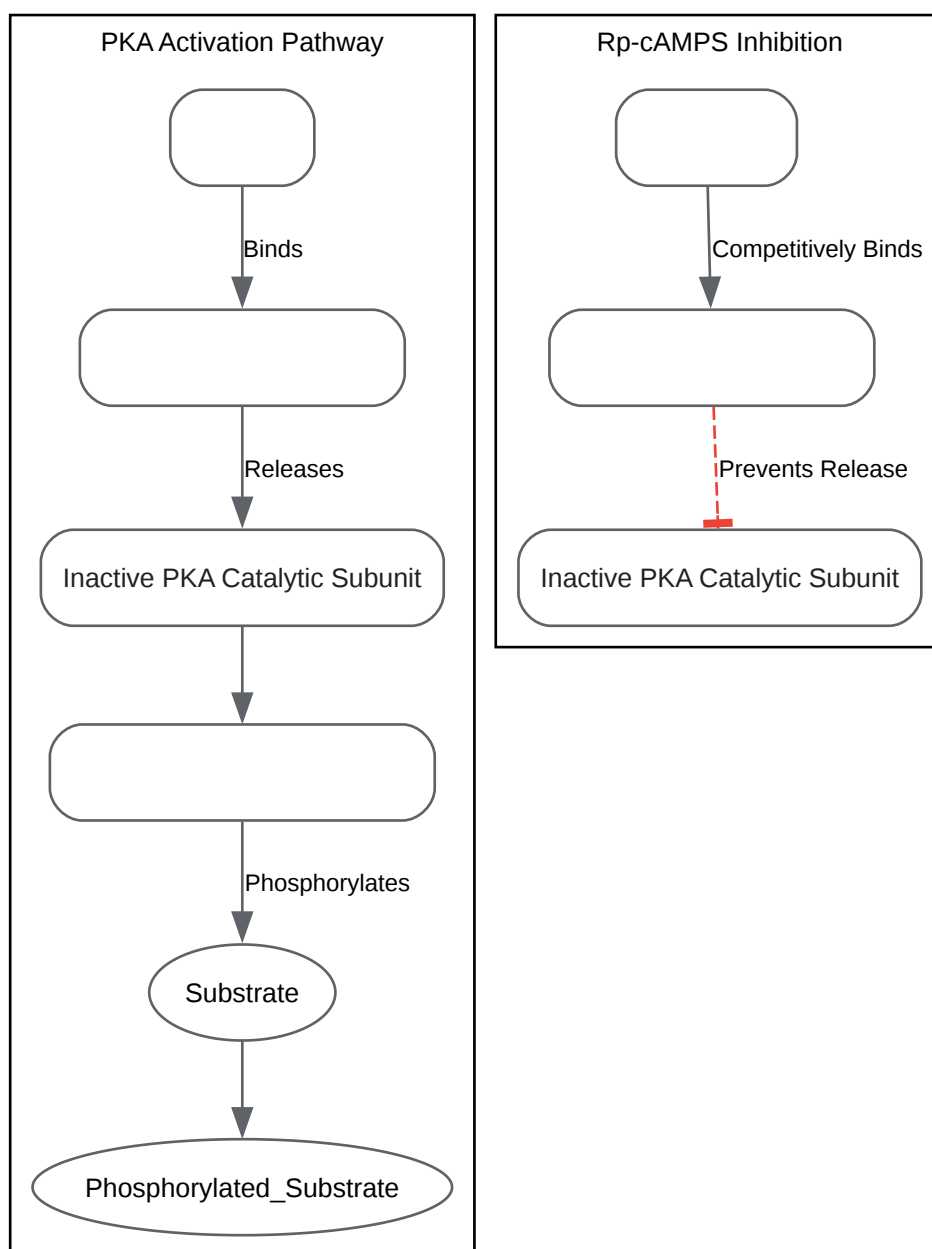 PKA Activation Pathway
Binds
Releases
Inactive PKA Catalytic Subunit
Phosphorylates
Substrate
Phosphorylated_Substrate
Rp-cAMPS Inhibition
Competitively Binds
Prevents Release
Inactive PKA Catalytic Subunit